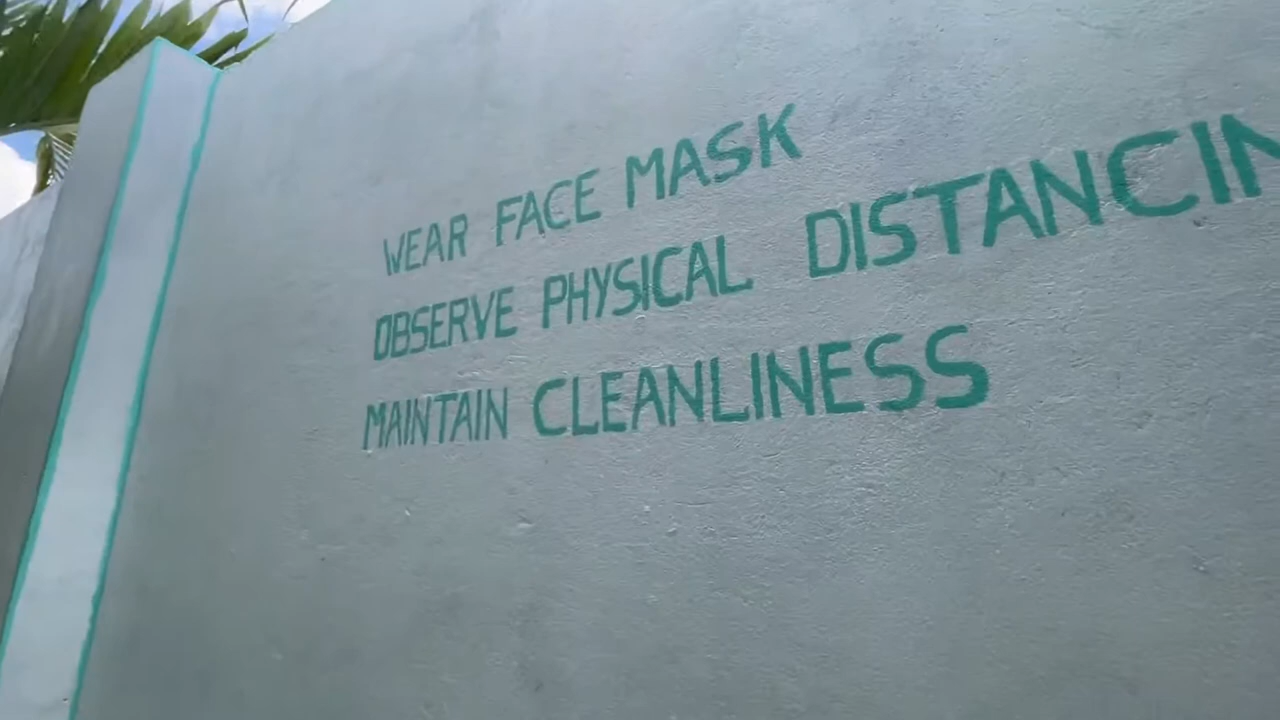 WEAR FACE MASK
OBSERVE PHYSICAL DISTANCIN
MAINTAIN CLEANLINESS